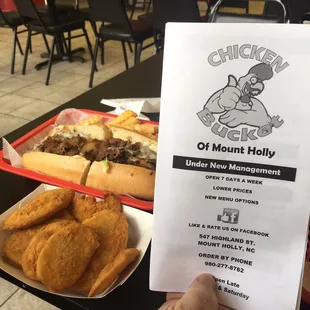 CHICKEN
Bucket
Of Mount Holly
Under New Management
OPEN 7 DAYS A WEEK
LOWER PRICES
NEW MENU OPTIONS
f
LIKE & RATE US ON FACEBOOK
547 HIGHLAND ST.
MOUNT HOLLY, NC
ORDER BY PHONE
980-277-8762
Open Late
& Saturday